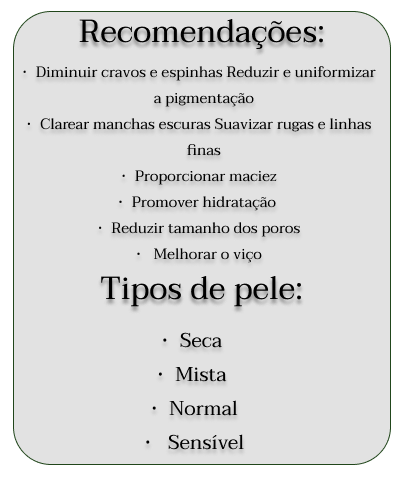 Recomendações:
· Diminuir cravos e espinhas Reduzir e uniformizar
a pigmentação
· Clarear manchas escuras Suavizar rugas e linhas
finas
· Proporcionar maciez
· Promover hidratação
· Reduzir tamanho dos poros
· Melhorar o viço
Tipos de pele:
· Seca
· Mista
· Normal
· Sensível